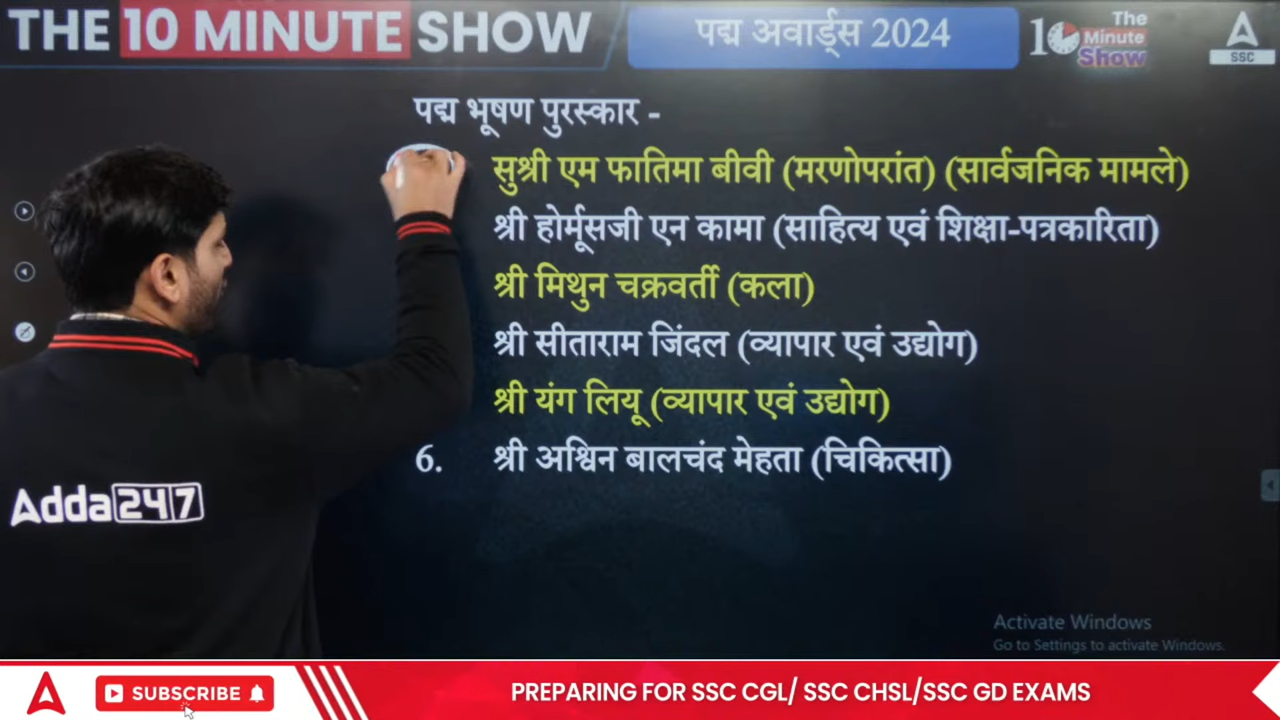 THE 10 MINUTE SHOW
पद्म अवार्ड्स 2024
The
10 Minute
Show
SSC
पद्म भूषण पुरस्कार -
सुश्री एम फातिमा बीवी (मरणोपरांत) (सार्वजनिक मामले)
श्री होर्मूसजी एन कामा (साहित्य एवं शिक्षा-पत्रकारिता)
श्री मिथुन चक्रवर्ती (कला)
श्री सीताराम जिंदल (व्यापार एवं उद्योग)
श्री यंग लियू (व्यापार एवं उद्योग)
6. श्री अश्विन बालचंद मेहता (चिकित्सा)
Adda247
Activate Windows
Go to Settings to activate Windows.
SUBSCRIBE
PREPARING FOR SSC CGL/ SSC CHSL/SSC GD EXAMS